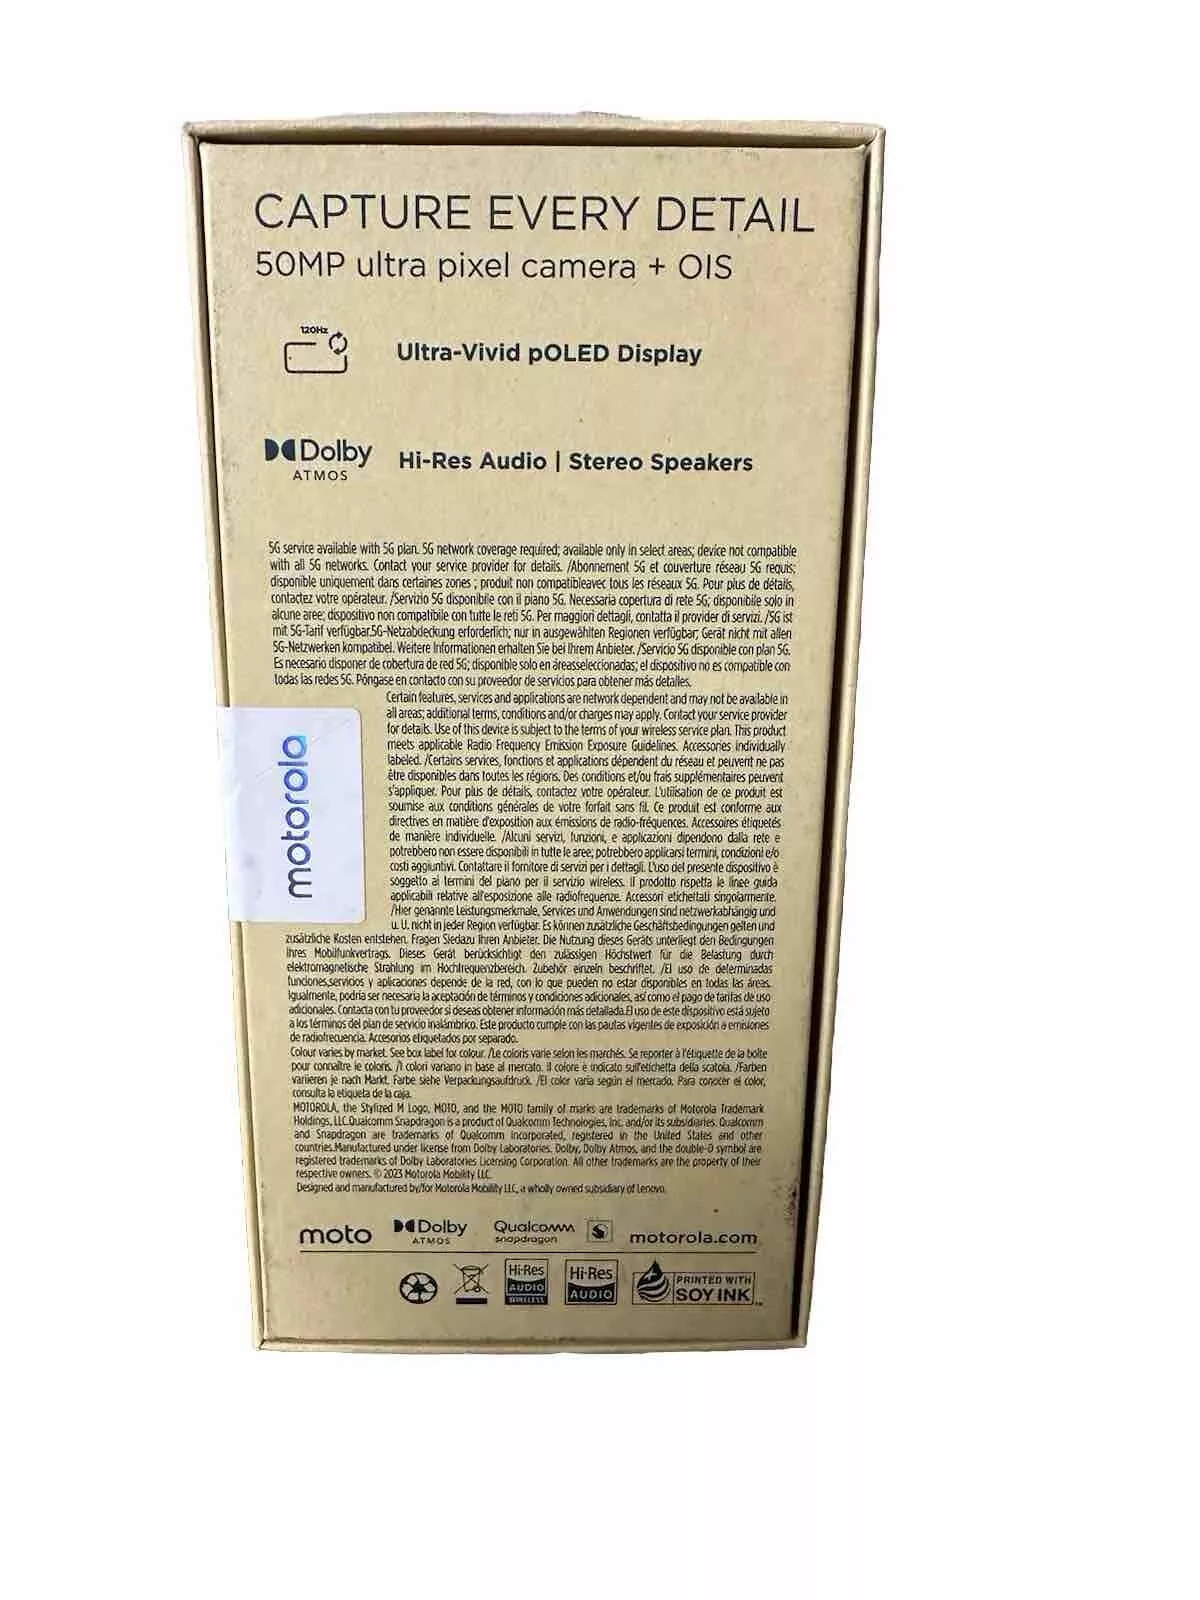 CAPTURE EVERY DETAIL
50MP ultra pixel camera + OIS
120Hz
Ultra-Vivid pOLED Display
Dolby
ATMOS
Hi-Res Audio | Stereo Speakers
5G service available with 5G plan. 5G network coverage required; available only in select areas; device not compatible
with all 5G networks. Contact your service provider for details. /Abonnement 5G et couverture réseau 5G requis;
disponible uniquement dans certaines zones ; produit non compatibleavec tous les réseaux 5G. Pour plus de détails,
contactez votre opérateur. /Servizio 5G disponibile con il piano 5G. Necessaria copertura di rete 5G; disponibile solo in
alcune aree; dispositivo non compatibile con tutte le reti 5G. Per maggiori dettagli, contatta il provider di servizi. /5G ist
mit 5G-Tarif verfügbar.5G-Netzabdeckung erforderlich; nur in ausgewählten Regionen verfügbar; Gerät nicht mit allen
5G-Netzwerken kompatibel. Weitere Informationen erhalten Sie bei Ihrem Anbieter. /Servicio 5G disponible con plan 5G.
Es necesario disponer de cobertura de red 5G; disponible solo en áreasseleccionadas; el dispositivo no es compatible con
todas las redes 5G. Póngase en contacto con su proveedor de servicios para obtener más detalles.
Certain features, services and applications are network dependent and may not be available in
all areas; additional terms, conditions and/or charges may apply. Contact your service provider
for details. Use of this device is subject to the terms of your wireless service plan. This product
meets applicable Radio Frequency Emission Exposure Guidelines. Accessories individually
labeled. /Certains services, fonctions et applications dépendent du réseau et peuvent ne pas
être disponibles dans toutes les régions. Des conditions et/ou frais supplémentaires peuvent
s'appliquer. Pour plus de détails, contactez votre opérateur. L'utilisation de ce produit est
soumise aux conditions générales de votre forfait sans fil. Ce produit est conforme aux
directives en matière d'exposition aux émissions de radio-fréquences. Accessoires étiquetés
de manière individuelle. /Alcuni servizi, funzioni, e applicazioni dipendono dalla rete e
potrebbero non essere disponibili in tutte le aree; potrebbero applicarsi termini, condizioni e/o
costi aggiuntivi. Contattare il fornitore di servizi per i dettagli. L'uso del presente dispositivo è
soggetto ai termini del piano per il servizio wireless. Il prodotto rispetta le linee guida
applicabili relative all'esposizione alle radiofrequenze. Accessori etichettati singolarmente.
/Hier genannte Leistungsmerkmale, Services und Anwendungen sind netzwerkabhängig und
u. U. nicht in jeder Region verfügbar. Es können zusätzliche Geschäftsbedingungen gelten und
zusätzliche Kosten entstehen. Fragen Siedazu Ihren Anbieter. Die Nutzung dieses Geräts unterliegt den Bedingungen
Ihres Mobilfunkvertrags. Dieses Gerät berücksichtigt den zulässigen Höchstwert für die Belastung durch
elektromagnetische Strahlung im Hochfrequenzbereich. Zubehör einzeln beschriftet. /El uso de determinadas
funciones,servicios y aplicaciones depende de la red, con lo que pueden no estar disponibles en todas las áreas.
Igualmente, podría ser necesaria la aceptación de términos y condiciones adicionales, así como el pago de tarifas de uso
adicionales. Contacta con tu proveedor si deseas obtener información más detallada.El uso de este dispositivo está sujeto
a los términos del plan de servicio inalámbrico. Este producto cumple con las pautas vigentes de exposición a emisiones
de radiofrecuencia. Accesorios etiquetados por separado.
Colour varies by market. See box label for colour. /Le coloris varie selon les marchés. Se reporter à l'étiquette de la boîte
pour connaître le coloris. /I colori variano in base al mercato. Il colore è indicato sull'etichetta della scatola. /Farben
variieren je nach Markt. Farbe siehe Verpackungsaufdruck. /El color varía según el mercado. Para conocer el color,
consulta la etiqueta de la caja.
MOTOROLA, the Stylized M Logo, MOTO, and the MOTO family of marks are trademarks of Motorola Trademark
Holdings, LLC.Qualcomm Snapdragon is a product of Qualcomm Technologies, Inc. and/or its subsidiaries. Qualcomm
and Snapdragon are trademarks of Qualcomm Incorporated, registered in the United States and other
countries.Manufactured under license from Dolby Laboratories. Dolby, Dolby Atmos, and the double-D symbol are
registered trademarks of Dolby Laboratories Licensing Corporation. All other trademarks are the property of their
respective owners. © 2023 Motorola Mobility LLC.
Designed and manufactured by/for Motorola Mobility LLC, a wholly owned subsidiary of Lenovo.
motorola
moto
Dolby
ATMOS
Qualcomm
snapdragon
motorola.com
Hi-Res
AUDIO
WIRELESS
Hi-Res
AUDIO
PRINTED WITH
SOY INK